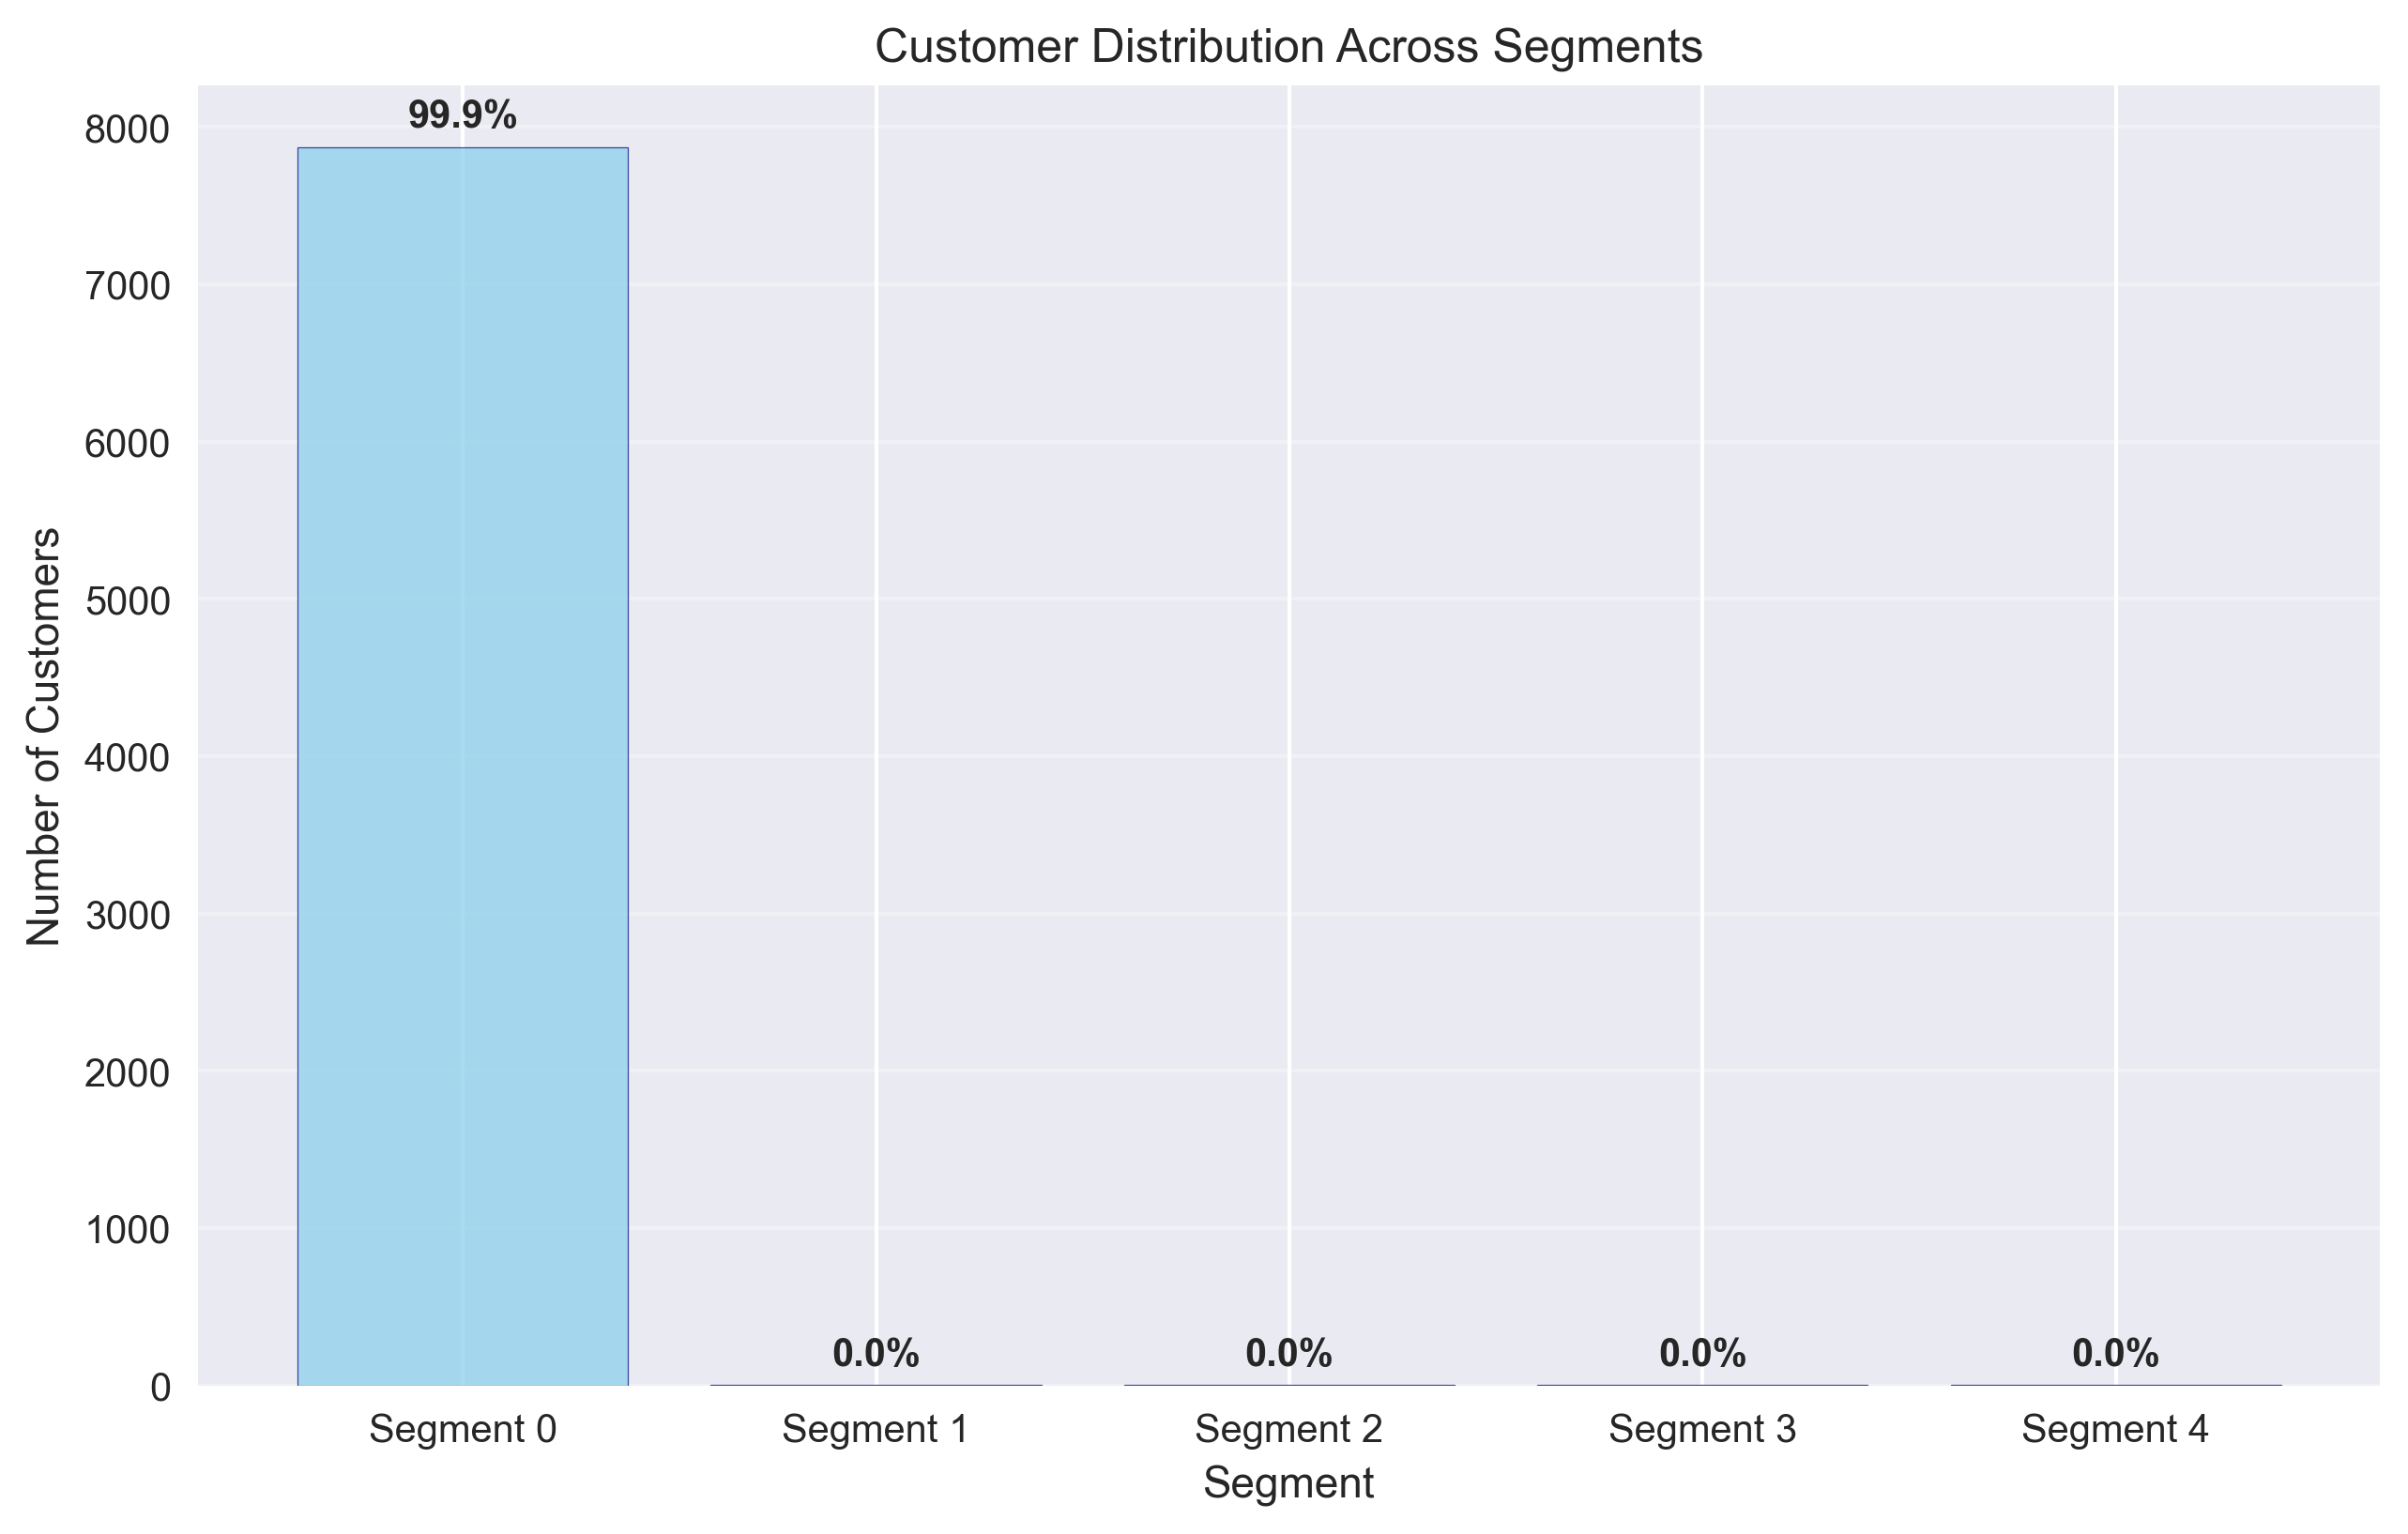 Customer Distribution Across Segments
99.9%
8000
7000
6000
5000
4000
3000
2000
1000
0
Number of Customers
0.0%
0.0%
0.0%
0.0%
Segment 0
Segment 1
Segment 2
Segment 3
Segment 4
Segment